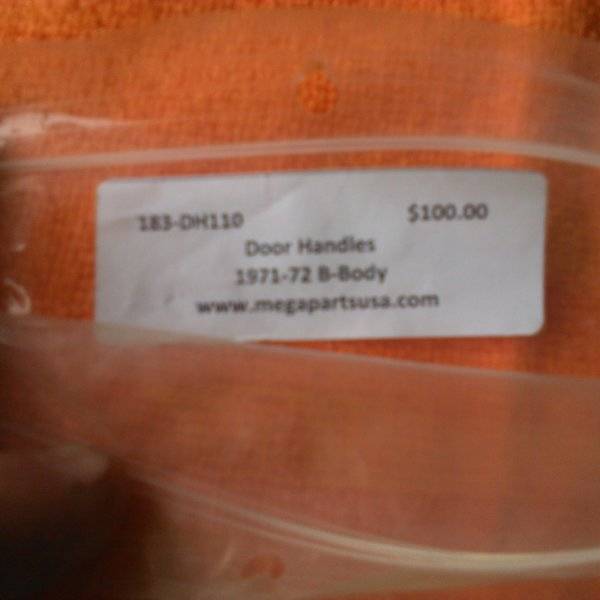 183-DH110 $100.00
Door Handles
1971-72 B-Body
www.megapartsusa.com